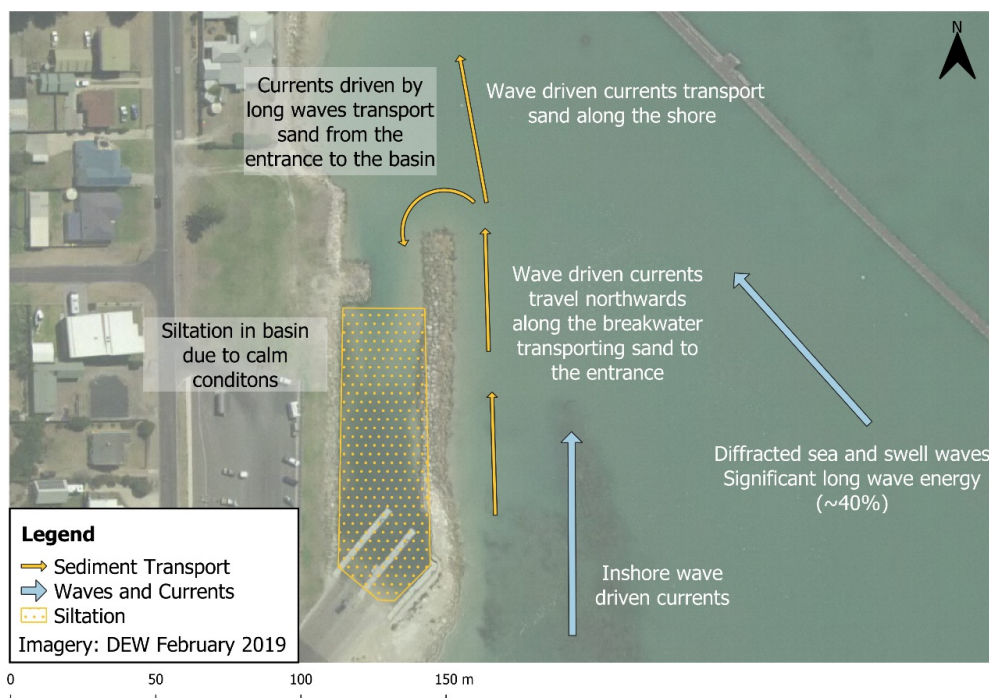 N
Currents driven by
long waves transport
sand from the
entrance to the basin
Wave driven currents transport
sand along the shore
Wave driven currents
travel northwards
along the breakwater
transporting sand to
the entrance
Siltation in basin
due to calm
conditons
Diffracted sea and swell waves
Significant long wave energy
(~40%)
Inshore wave
driven currents
Legend
Sediment Transport
Waves and Currents
Siltation
Imagery: DEW February 2019
0 50 100 150 m